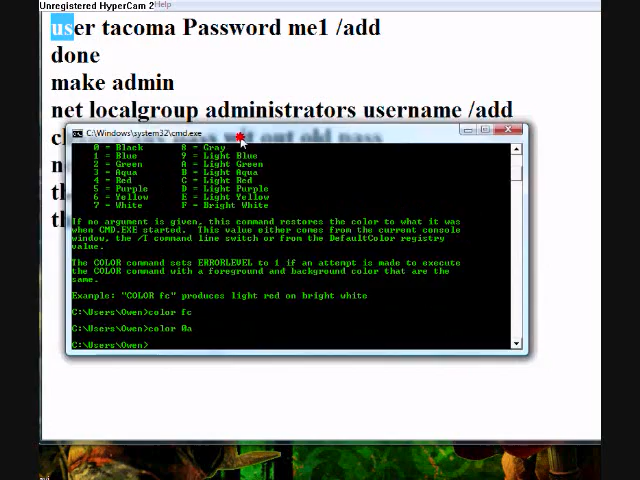 Unregistered HyperCam 2
Help
user tacoma Password me1 /add
done
make admin
net localgroup administrators username /add
C:\Windows\system32\cmd.exe
0 = Black 8 = Gray
1 = Blue 9 = Light Blue
2 = Green A = Light Green
3 = Aqua B = Light Aqua
4 = Red C = Light Red
5 = Purple D = Light Purple
6 = Yellow E = Light Yellow
7 = White F = Bright White
If no argument is given, this command restores the color to what it was
when CMD.EXE started. This value either comes from the current console
window, the /T command line switch or from the DefaultColor registry
value.
The COLOR command sets ERRORLEVEL to 1 if an attempt is made to execute
the COLOR command with a foreground and background color that are the
same.
Example: "COLOR fc" produces light red on bright white
C:\Users\Owen>color fc
C:\Users\Owen>color 0a
C:\Users\Owen>